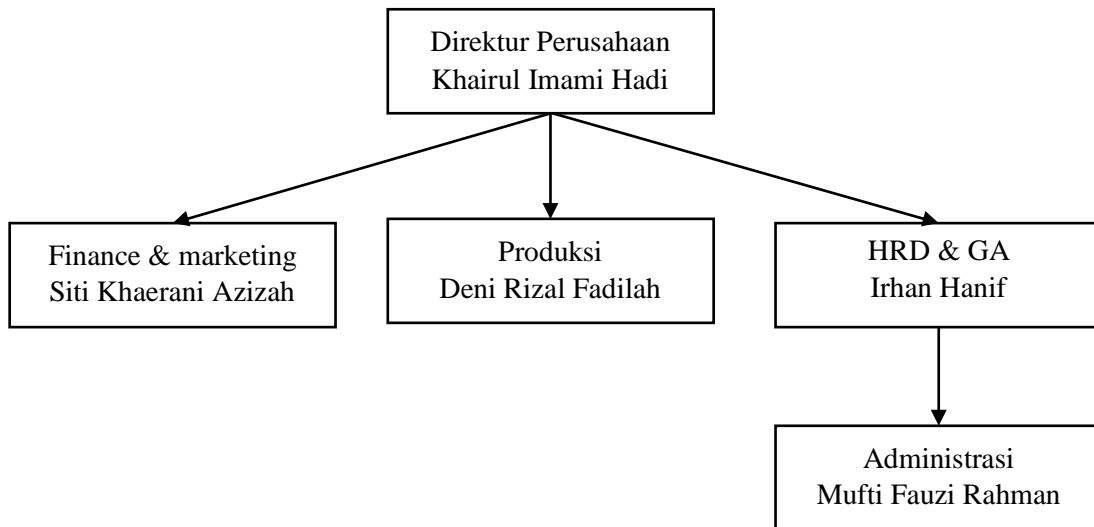 Direktur Perusahaan
Khairul Imami Hadi
Finance & marketing
Siti Khaerani Azizah
Produksi
Deni Rizal Fadilah
HRD & GA
Irhan Hanif
Administrasi
Mufti Fauzi Rahman